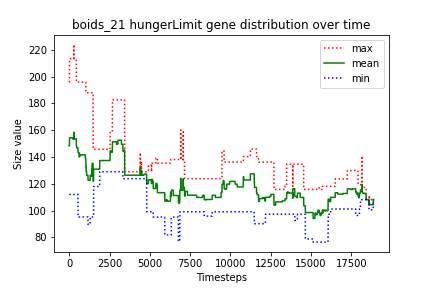 boids_21 hungerLimit gene distribution over time
max
mean
min
Size value
220
200
180
160
140
120
100
80
0
2500
5000
7500
10000
12500
15000
17500
Timesteps